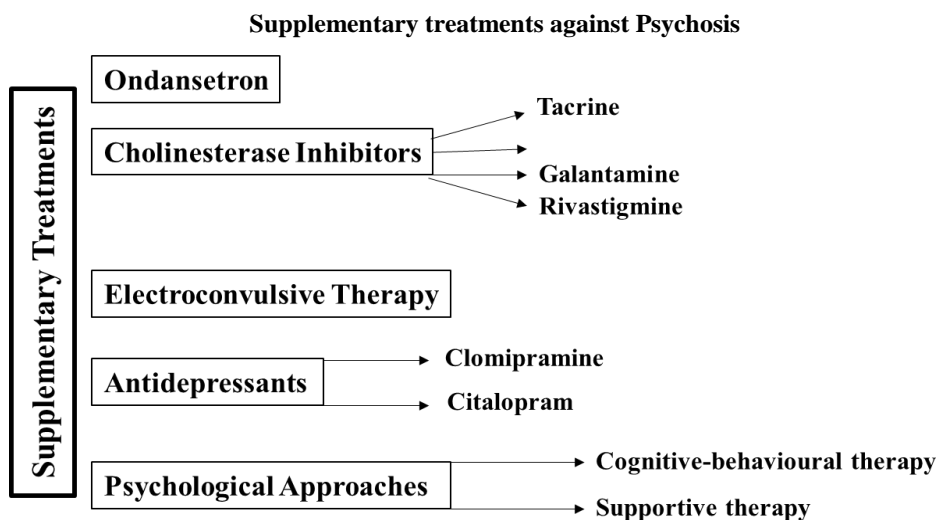 Supplementary treatments against Psychosis
Supplementary Treatments
Ondansetron
Cholinesterase Inhibitors
Tacrine
Galantamine
Rivastigmine
Electroconvulsive Therapy
Antidepressants
Clomipramine
Citalopram
Psychological Approaches
Cognitive-behavioural therapy
Supportive therapy